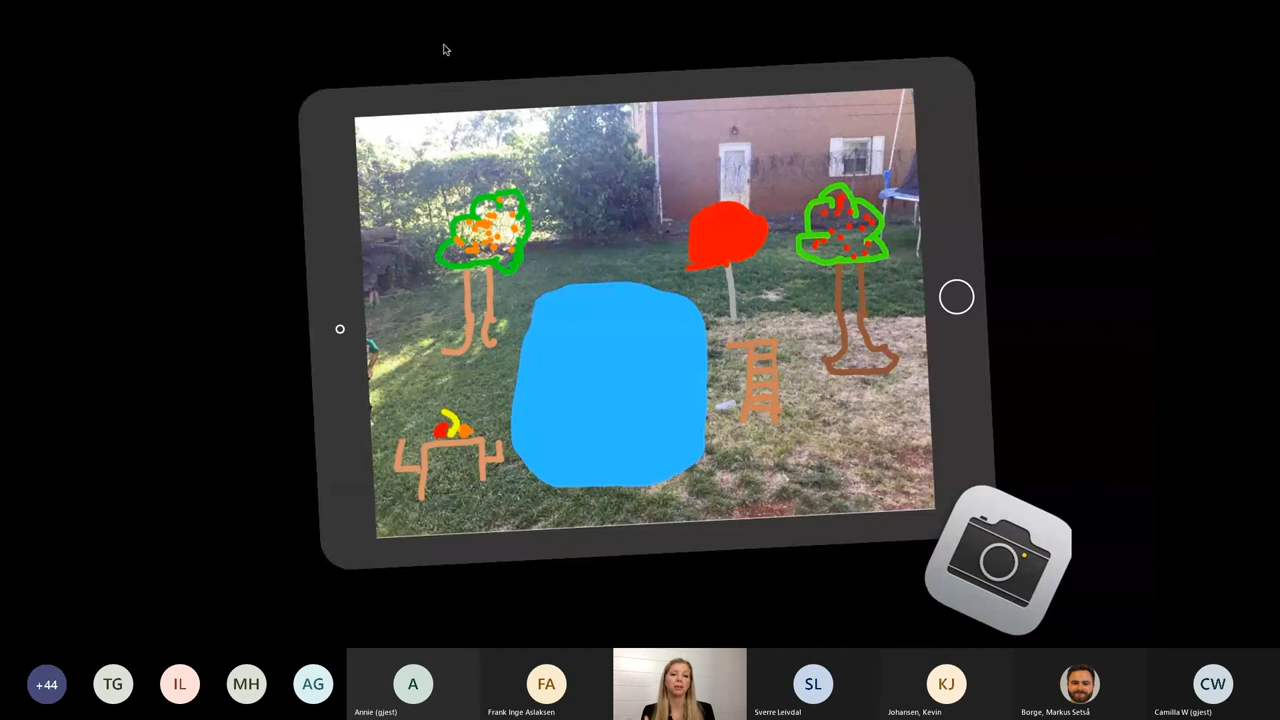 +44
TG
IL
MH
AG
A
FA
SL
KJ
CW
Annie (gjest)
Frank Inge Aslaksen
Sverre Leivdal
Johansen, Kevin
Borge, Markus Setså
Camilla W (gjest)